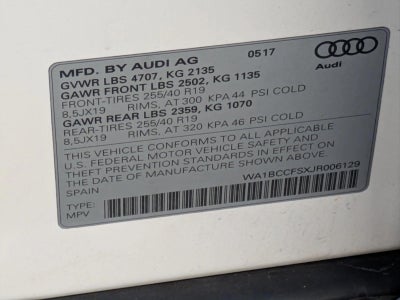 MFD. BY AUDI AG 0517
Audi
GVWR LBS 4707, KG 2135
GAWR FRONT LBS 2502, KG 1135
FRONT-TIRES 255/40 R19
8,5JX19 RIMS, AT 300 KPA 44 PSI COLD
GAWR REAR LBS 2359, KG 1070
REAR-TIRES 255/40 R19
8,5JX19 RIMS, AT 320 KPA 46 PSI COLD
THIS VEHICLE CONFORMS TO ALL APPLICABLE
U.S. FEDERAL MOTOR VEHICLE SAFETY AND
THEFT PREVENTION STANDARDS IN EFFECT ON
THE DATE OF MANUFACTURE SHOWN ABOVE.
SPAIN
TYPE:
MPV
WA1BCCFSXJR006129